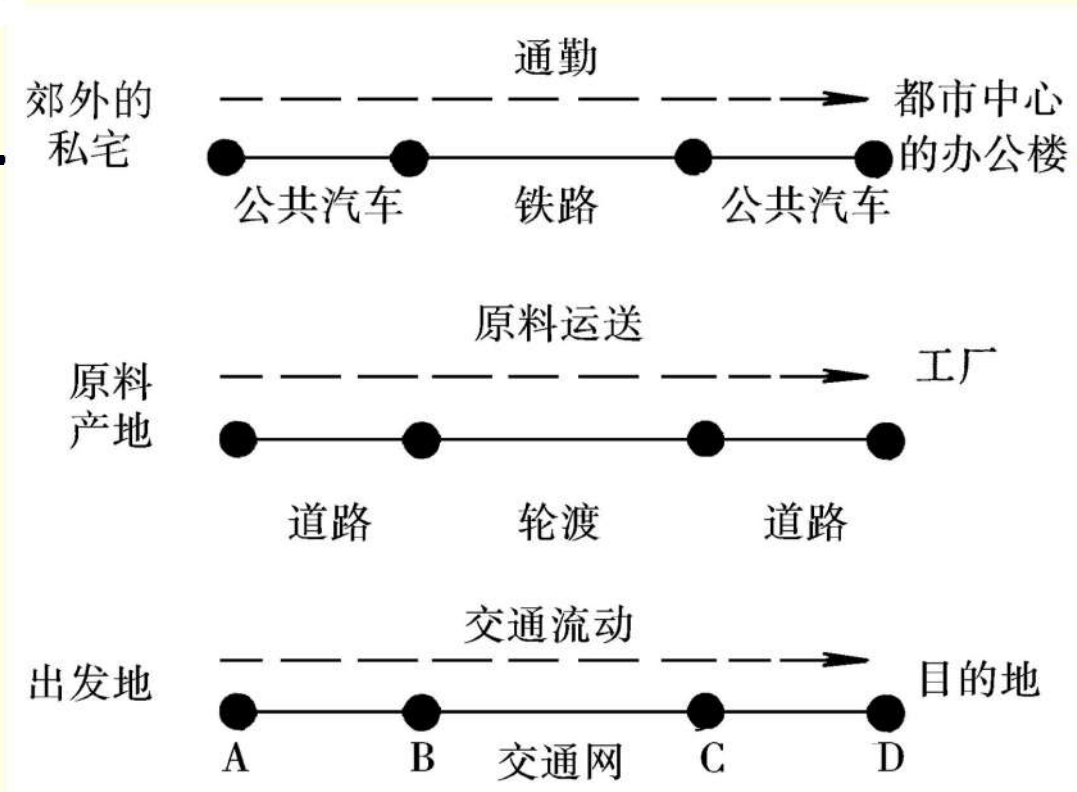 通勤
郊外的
私宅
都市中心
的办公楼
公共汽车 铁路 公共汽车
原料运送
原料
产地
工厂
道路 轮渡 道路
交通流动
出发地
目的地
A B 交通网 C D